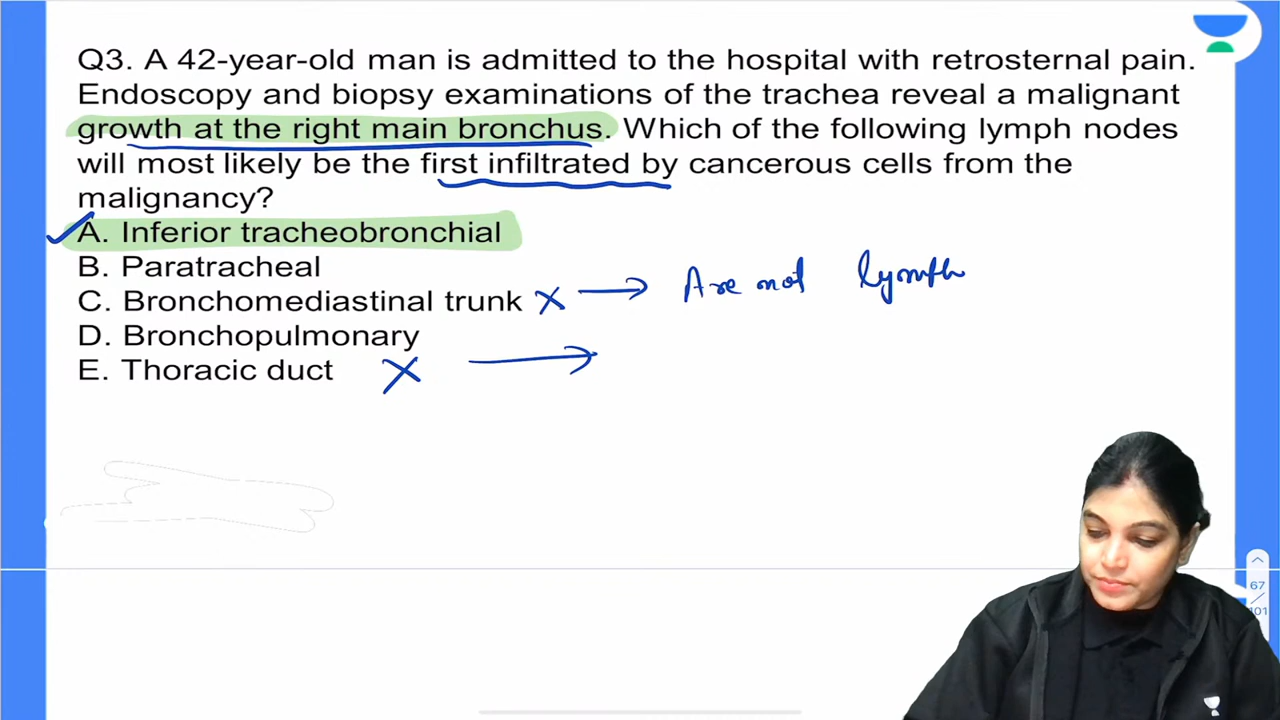 Q3. A 42-year-old man is admitted to the hospital with retrosternal pain.
Endoscopy and biopsy examinations of the trachea reveal a malignant
growth at the right main bronchus. Which of the following lymph nodes
will most likely be the first infiltrated by cancerous cells from the
malignancy?
A. Inferior tracheobronchial
B. Paratracheal
C. Bronchomediastinal trunk x → Are not lymph
D. Bronchopulmonary
E. Thoracic duct x →
67
/
101